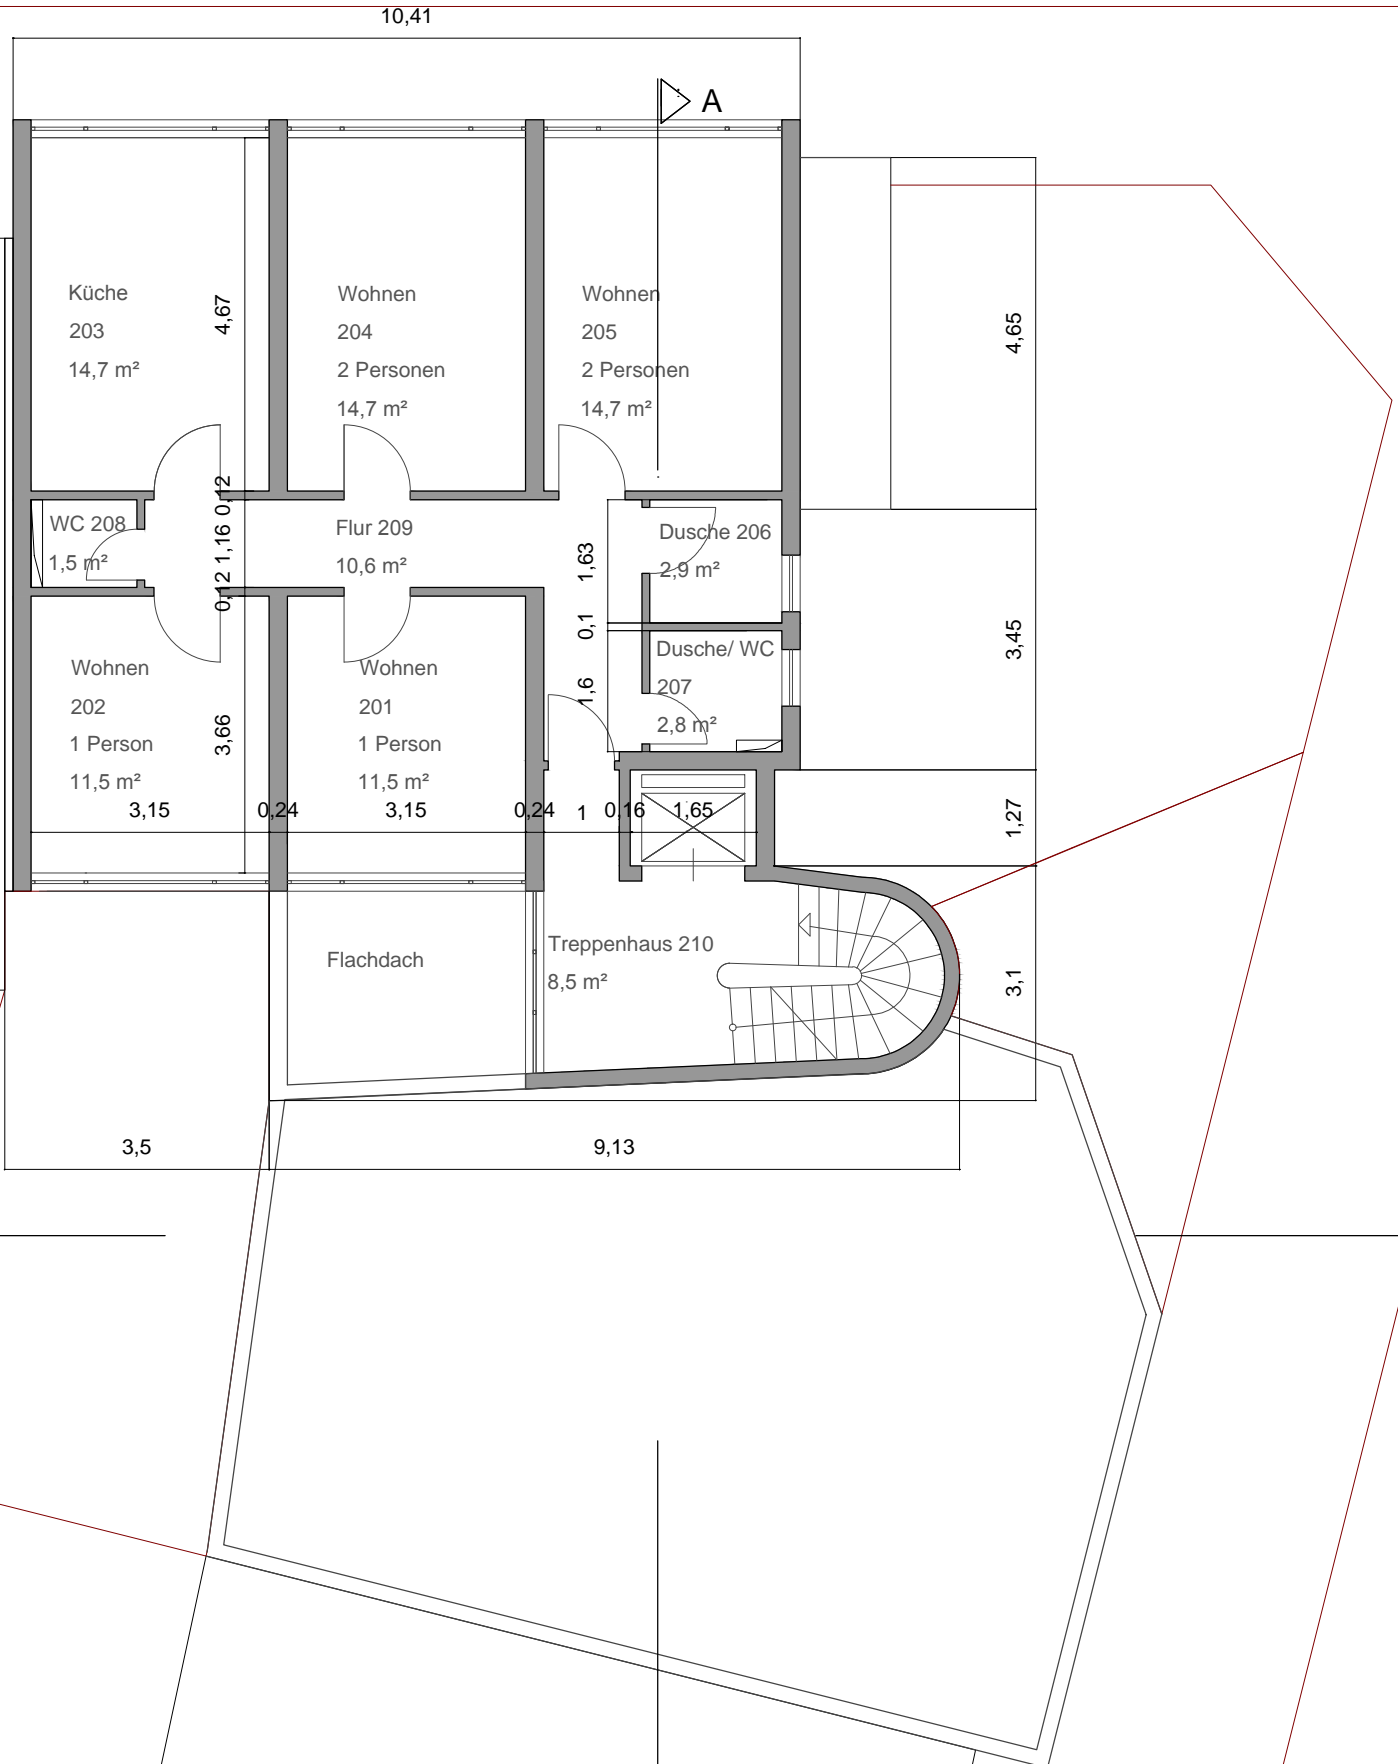 10,41
A
Küche
203
14,7 m²
4,67
Wohnen
204
2 Personen
14,7 m²
Wohnen
205
2 Personen
14,7 m²
4,65
0,12
1,16
0,12
WC 208
1,5 m²
Flur 209
10,6 m²
1,63
0,1
1,6
Dusche 206
2,9 m²
Dusche/ WC
207
2,8 m²
3,45
Wohnen
202
1 Person
11,5 m²
3,66
Wohnen
201
1 Person
11,5 m²
3,15
0,24
3,15
0,24
1
0,16
1,65
1,27
Flachdach
Treppenhaus 210
8,5 m²
3,1
3,5
9,13